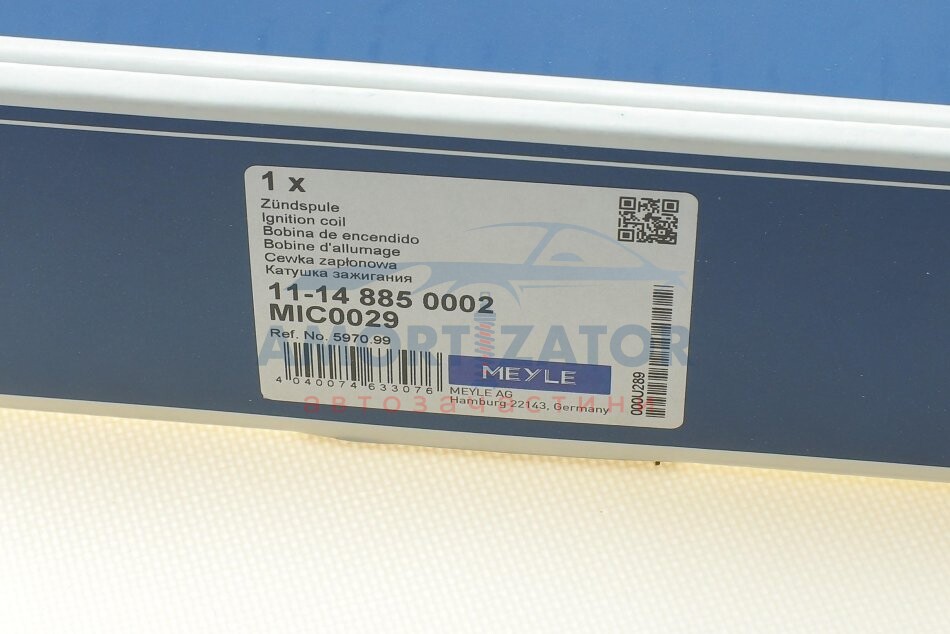 1 x
Zündspule
Ignition coil
Bobina de encendido
Bobine d'allumage
Cewka zapłonowa
Катушка зажигания
11-14 885 0002
MIC0029
Ref. No. 5970.99
AMORTIZATOR
4 040074 633076
MEYLE
MEYLE AG
Hamburg 22143, Germany
автозапчастини
000U289